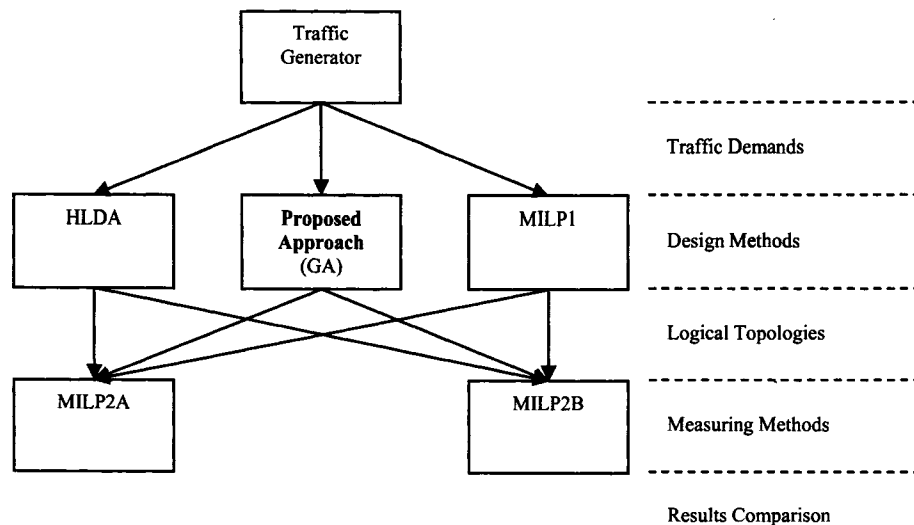 Traffic
Generator
Traffic Demands
HLDA
Proposed
Approach
(GA)
MILP1
Design Methods
Logical Topologies
MILP2A
MILP2B
Measuring Methods
Results Comparison